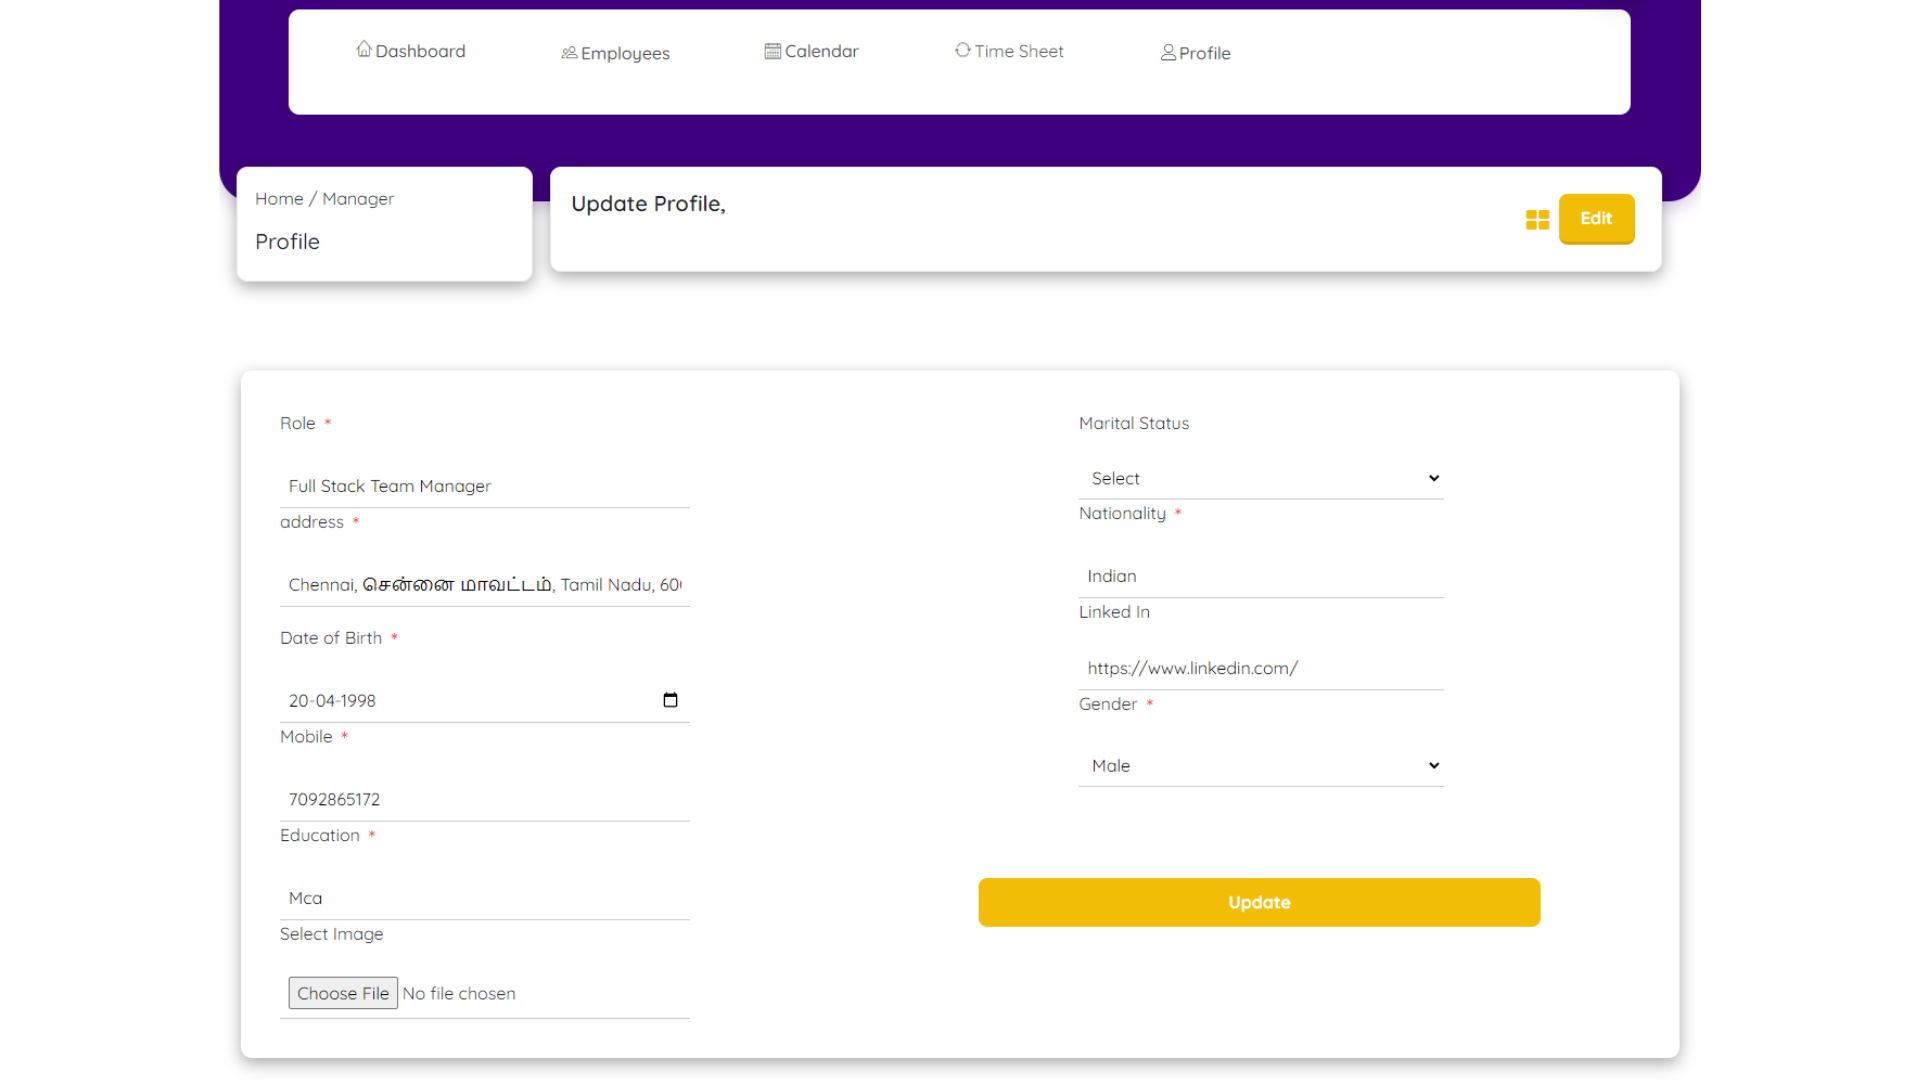 Dashboard Employees Calendar Time Sheet Profile
Home / Manager
Profile
Update Profile,
Edit
Role *
Full Stack Team Manager
address *
Chennai, சென்னை மாவட்டம், Tamil Nadu, 60
Date of Birth *
20-04-1998
Mobile *
7092865172
Education *
Mca
Select Image
Choose File No file chosen
Marital Status
Select
Nationality *
Indian
Linked In
https://www.linkedin.com/
Gender *
Male
Update